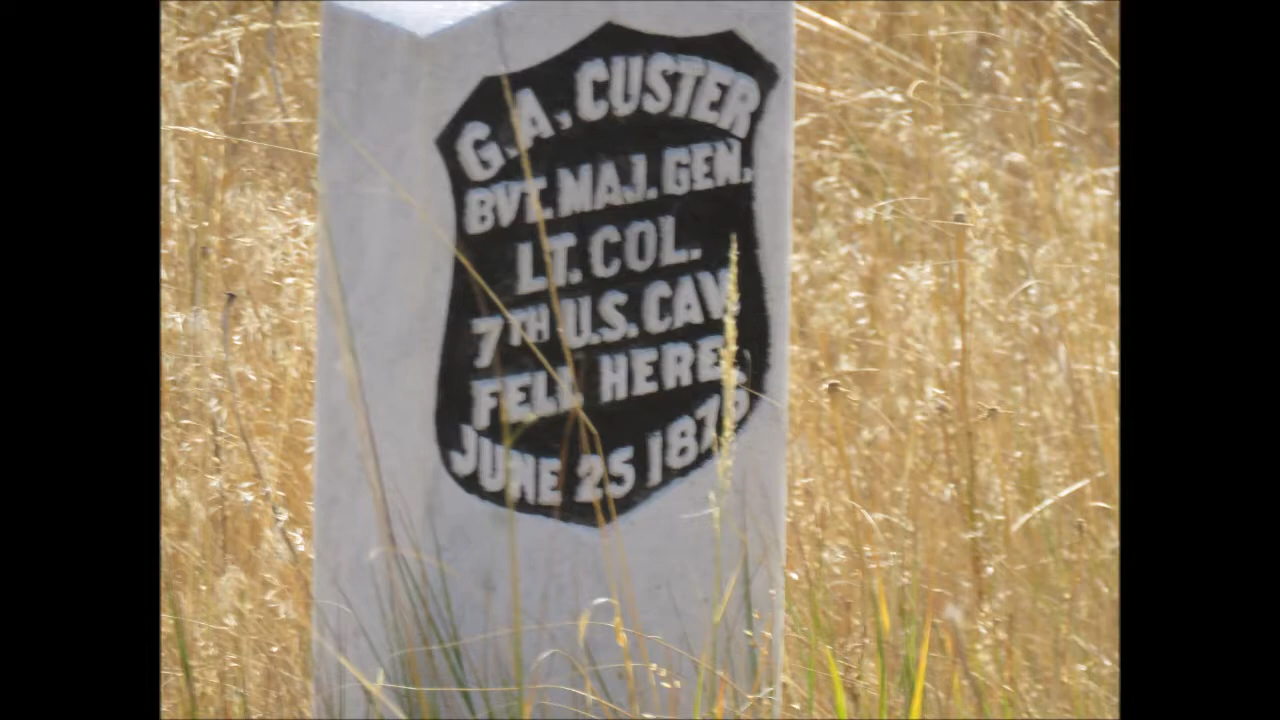 G. A. CUSTER
BVT. MAJ. GEN.
LT. COL.
7TH U.S. CAV.
FELL HERE.
JUNE 25 1876